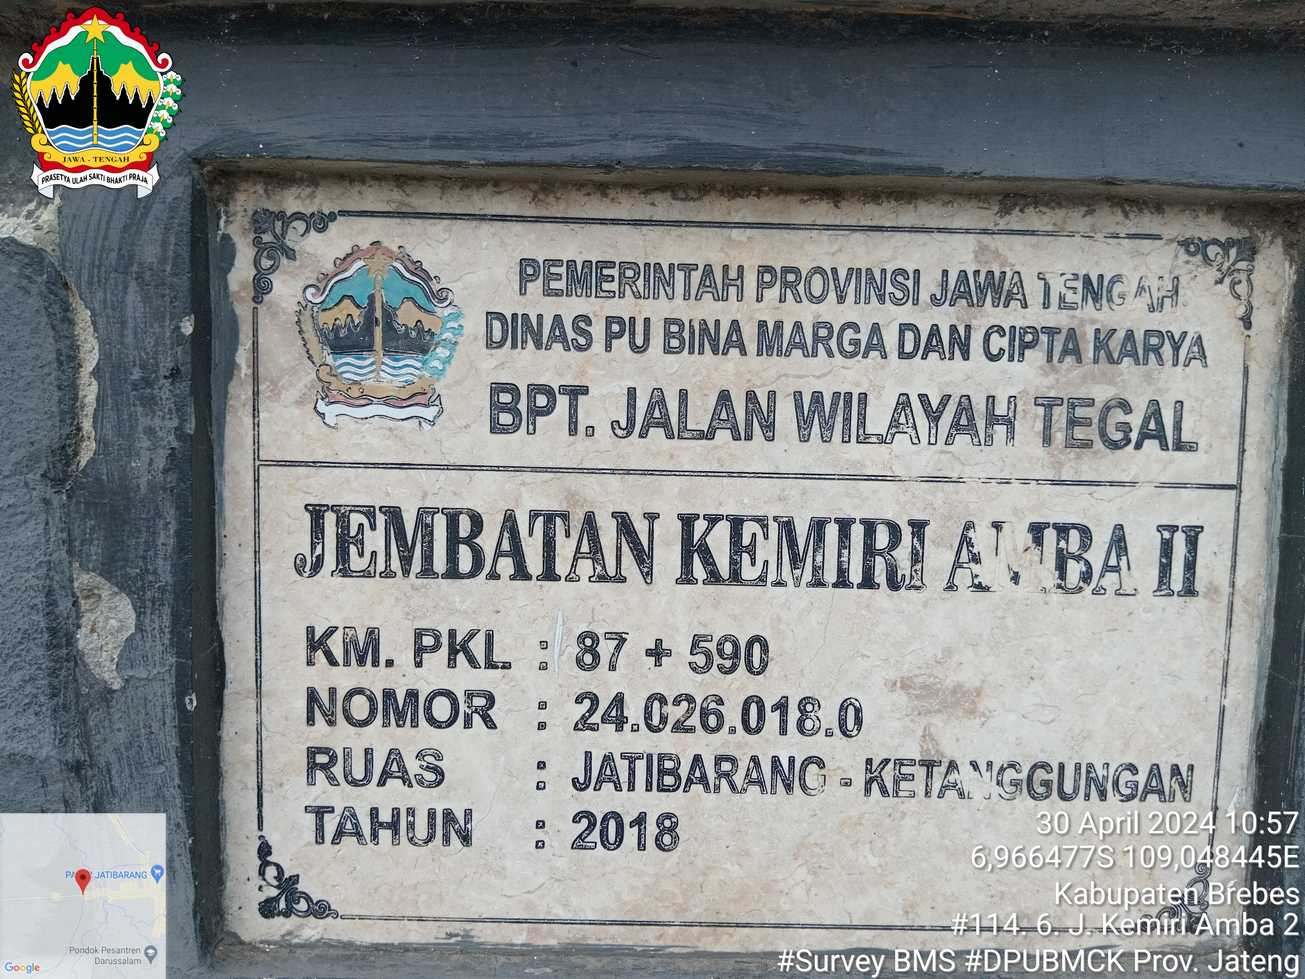 JAWA - TENGAH
PRASETYA ULAH SAKTI BHAKTI PRAJA
PEMERINTAH PROVINSI JAWA TENGAH
DINAS PU BINA MARGA DAN CIPTA KARYA
BPT. JALAN WILAYAH TEGAL
JEMBATAN KEMIRI AMBA II
KM. PKL : 87 + 590
NOMOR : 24.026.018.0
RUAS : JATIBARANG - KETANGGUNGAN
TAHUN : 2018
30 April 2024 10:57
6,966477S 109,048445E
Kabupaten Brebes
#114. 6. J. Kemiri Amba 2
#Survey BMS #DPUBMCK Prov. Jateng
JATIBARANG
Pondok Pesantren
Darussalam
Google